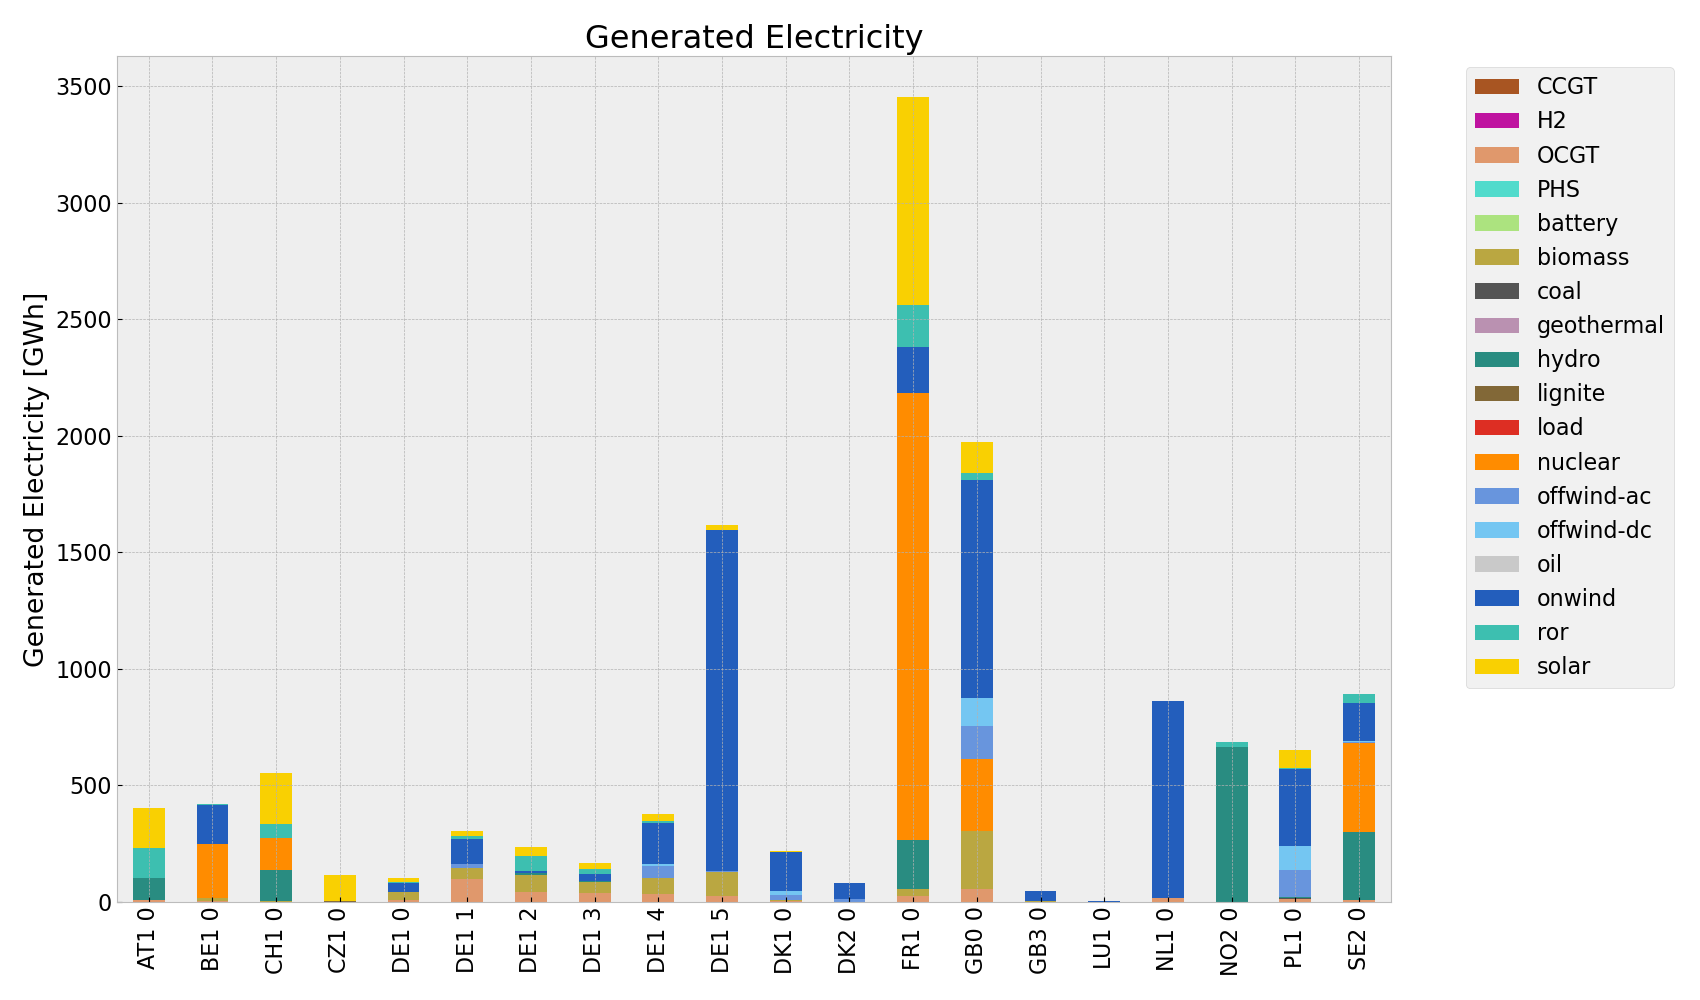 Generated Electricity
Generated Electricity [GWh]
3500
3000
2500
2000
1500
1000
500
0
AT1 0
BE1 0
CH1 0
CZ1 0
DE1 0
DE1 1
DE1 2
DE1 3
DE1 4
DE1 5
DK1 0
DK2 0
FR1 0
GB0 0
GB3 0
LU1 0
NL1 0
NO2 0
PL1 0
SE2 0
CCGT
H2
OCGT
PHS
battery
biomass
coal
geothermal
hydro
lignite
load
nuclear
offwind-ac
offwind-dc
oil
onwind
ror
solar